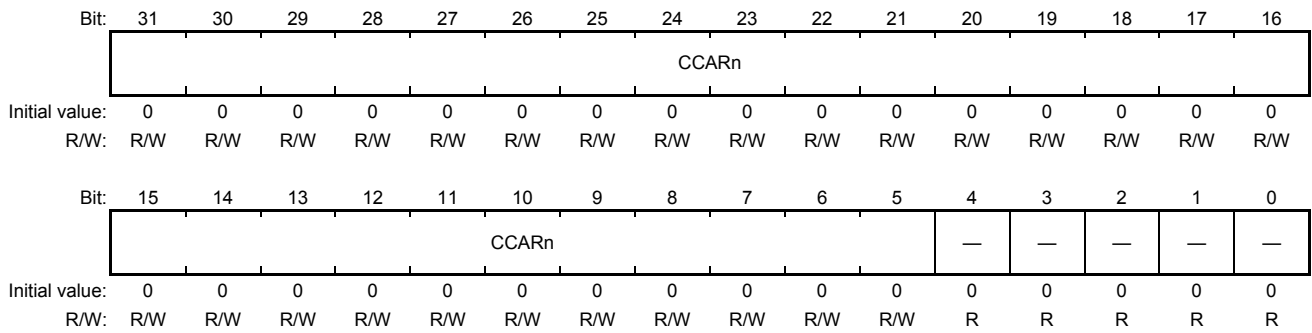 Bit: 31 30 29 28 27 26 25 24 23 22 21 20 19 18 17 16
CCARn
Initial value: 0 0 0 0 0 0 0 0 0 0 0 0 0 0 0 0
R/W: R/W R/W R/W R/W R/W R/W R/W R/W R/W R/W R/W R/W R/W R/W R/W R/W
Bit: 15 14 13 12 11 10 9 8 7 6 5 4 3 2 1 0
CCARn — — — — —
Initial value: 0 0 0 0 0 0 0 0 0 0 0 0 0 0 0 0
R/W: R/W R/W R/W R/W R/W R/W R/W R/W R/W R/W R/W R R R R R